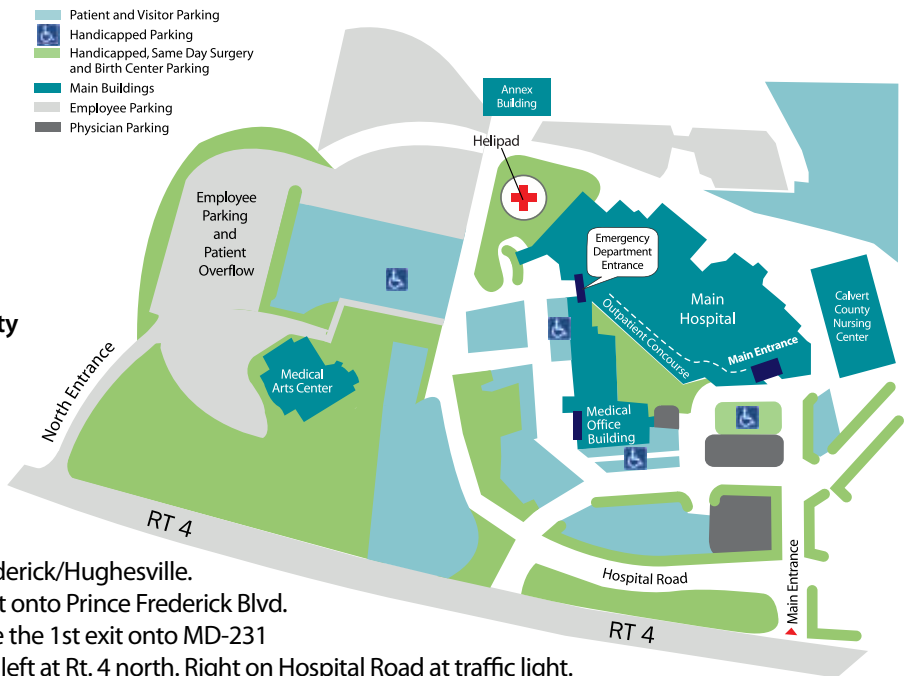 Patient and Visitor Parking
Handicapped Parking
Handicapped, Same Day Surgery
and Birth Center Parking
Main Buildings
Employee Parking
Physician Parking
Annex
Building
Helipad
Employee
Parking
and
Patient
Overflow
Emergency
Department
Entrance
Main
Hospital
Calvert
County
Nursing
Center
Outpatient Concourse
Main Entrance
ty
North Entrance
Medical
Arts Center
Medical
Office
Building
RT 4
Hospital Road
Main Entrance
RT 4
derick/Hughesville.
t onto Prince Frederick Blvd.
e the 1st exit onto MD-231
left at Rt. 4 north. Right on Hospital Road at traffic light.